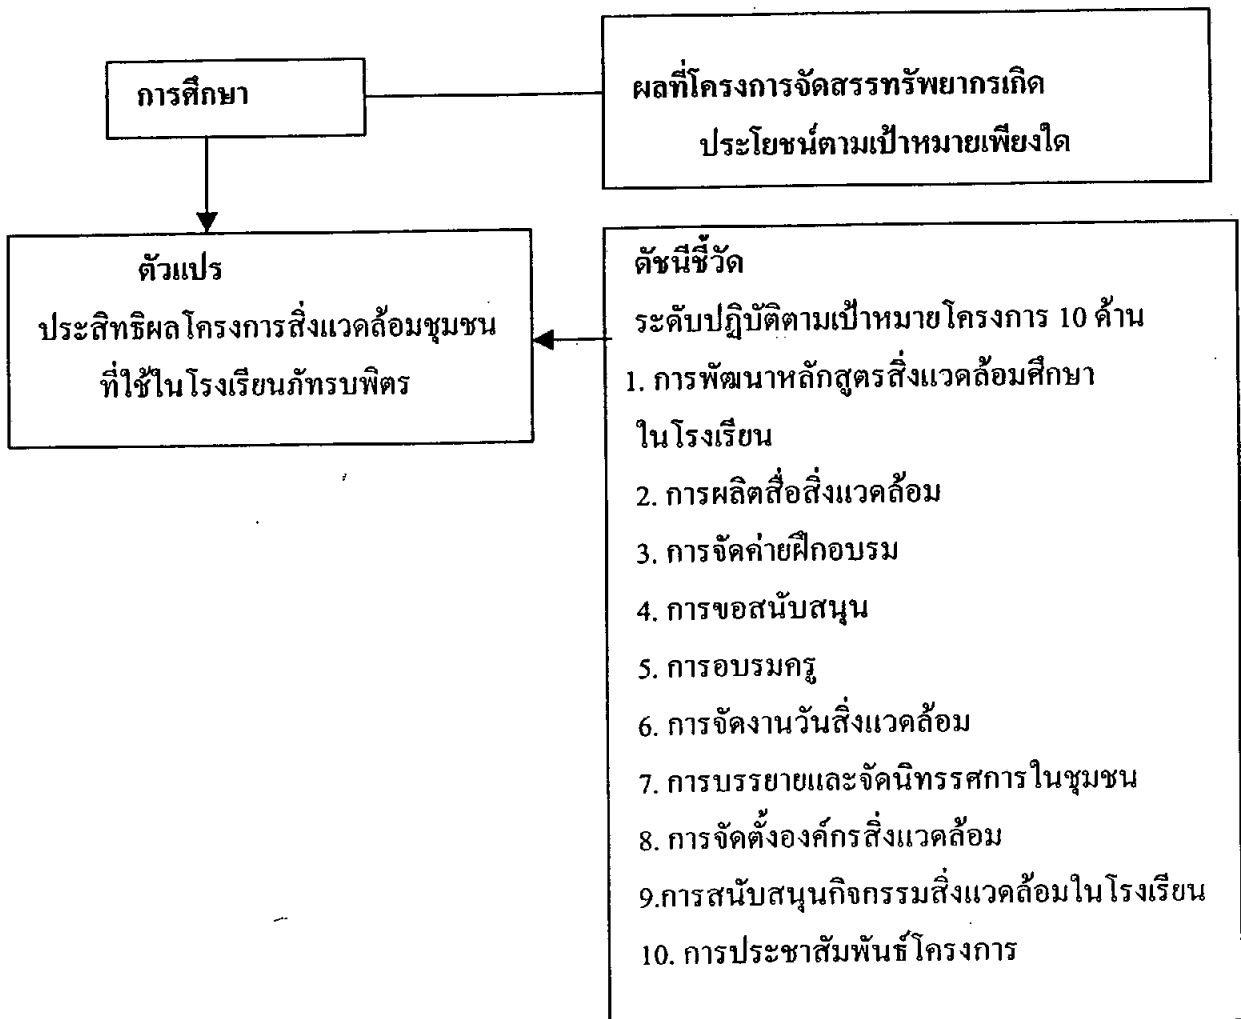 การศึกษา
ผลที่โครงการจัดสรรทรัพยากรเกิด
ประโยชน์ตามเป้าหมายเพียงใด
ตัวแปร
ประสิทธิผลโครงการสิ่งแวดล้อมชุมชน
ที่ใช้ในโรงเรียนภัทรบพิตร
ดัชนีชี้วัด
ระดับปฏิบัติตามเป้าหมายโครงการ 10 ด้าน
1. การพัฒนาหลักสูตรสิ่งแวดล้อมศึกษา
ในโรงเรียน
2. การผลิตสื่อสิ่งแวดล้อม
3. การจัดค่ายฝึกอบรม
4. การขอสนับสนุน
5. การอบรมครู
6. การจัดงานวันสิ่งแวดล้อม
7. การบรรยายและจัดนิทรรศการในชุมชน
8. การจัดตั้งองค์กรสิ่งแวดล้อม
9.การสนับสนุนกิจกรรมสิ่งแวดล้อมในโรงเรียน
10. การประชาสัมพันธ์โครงการ